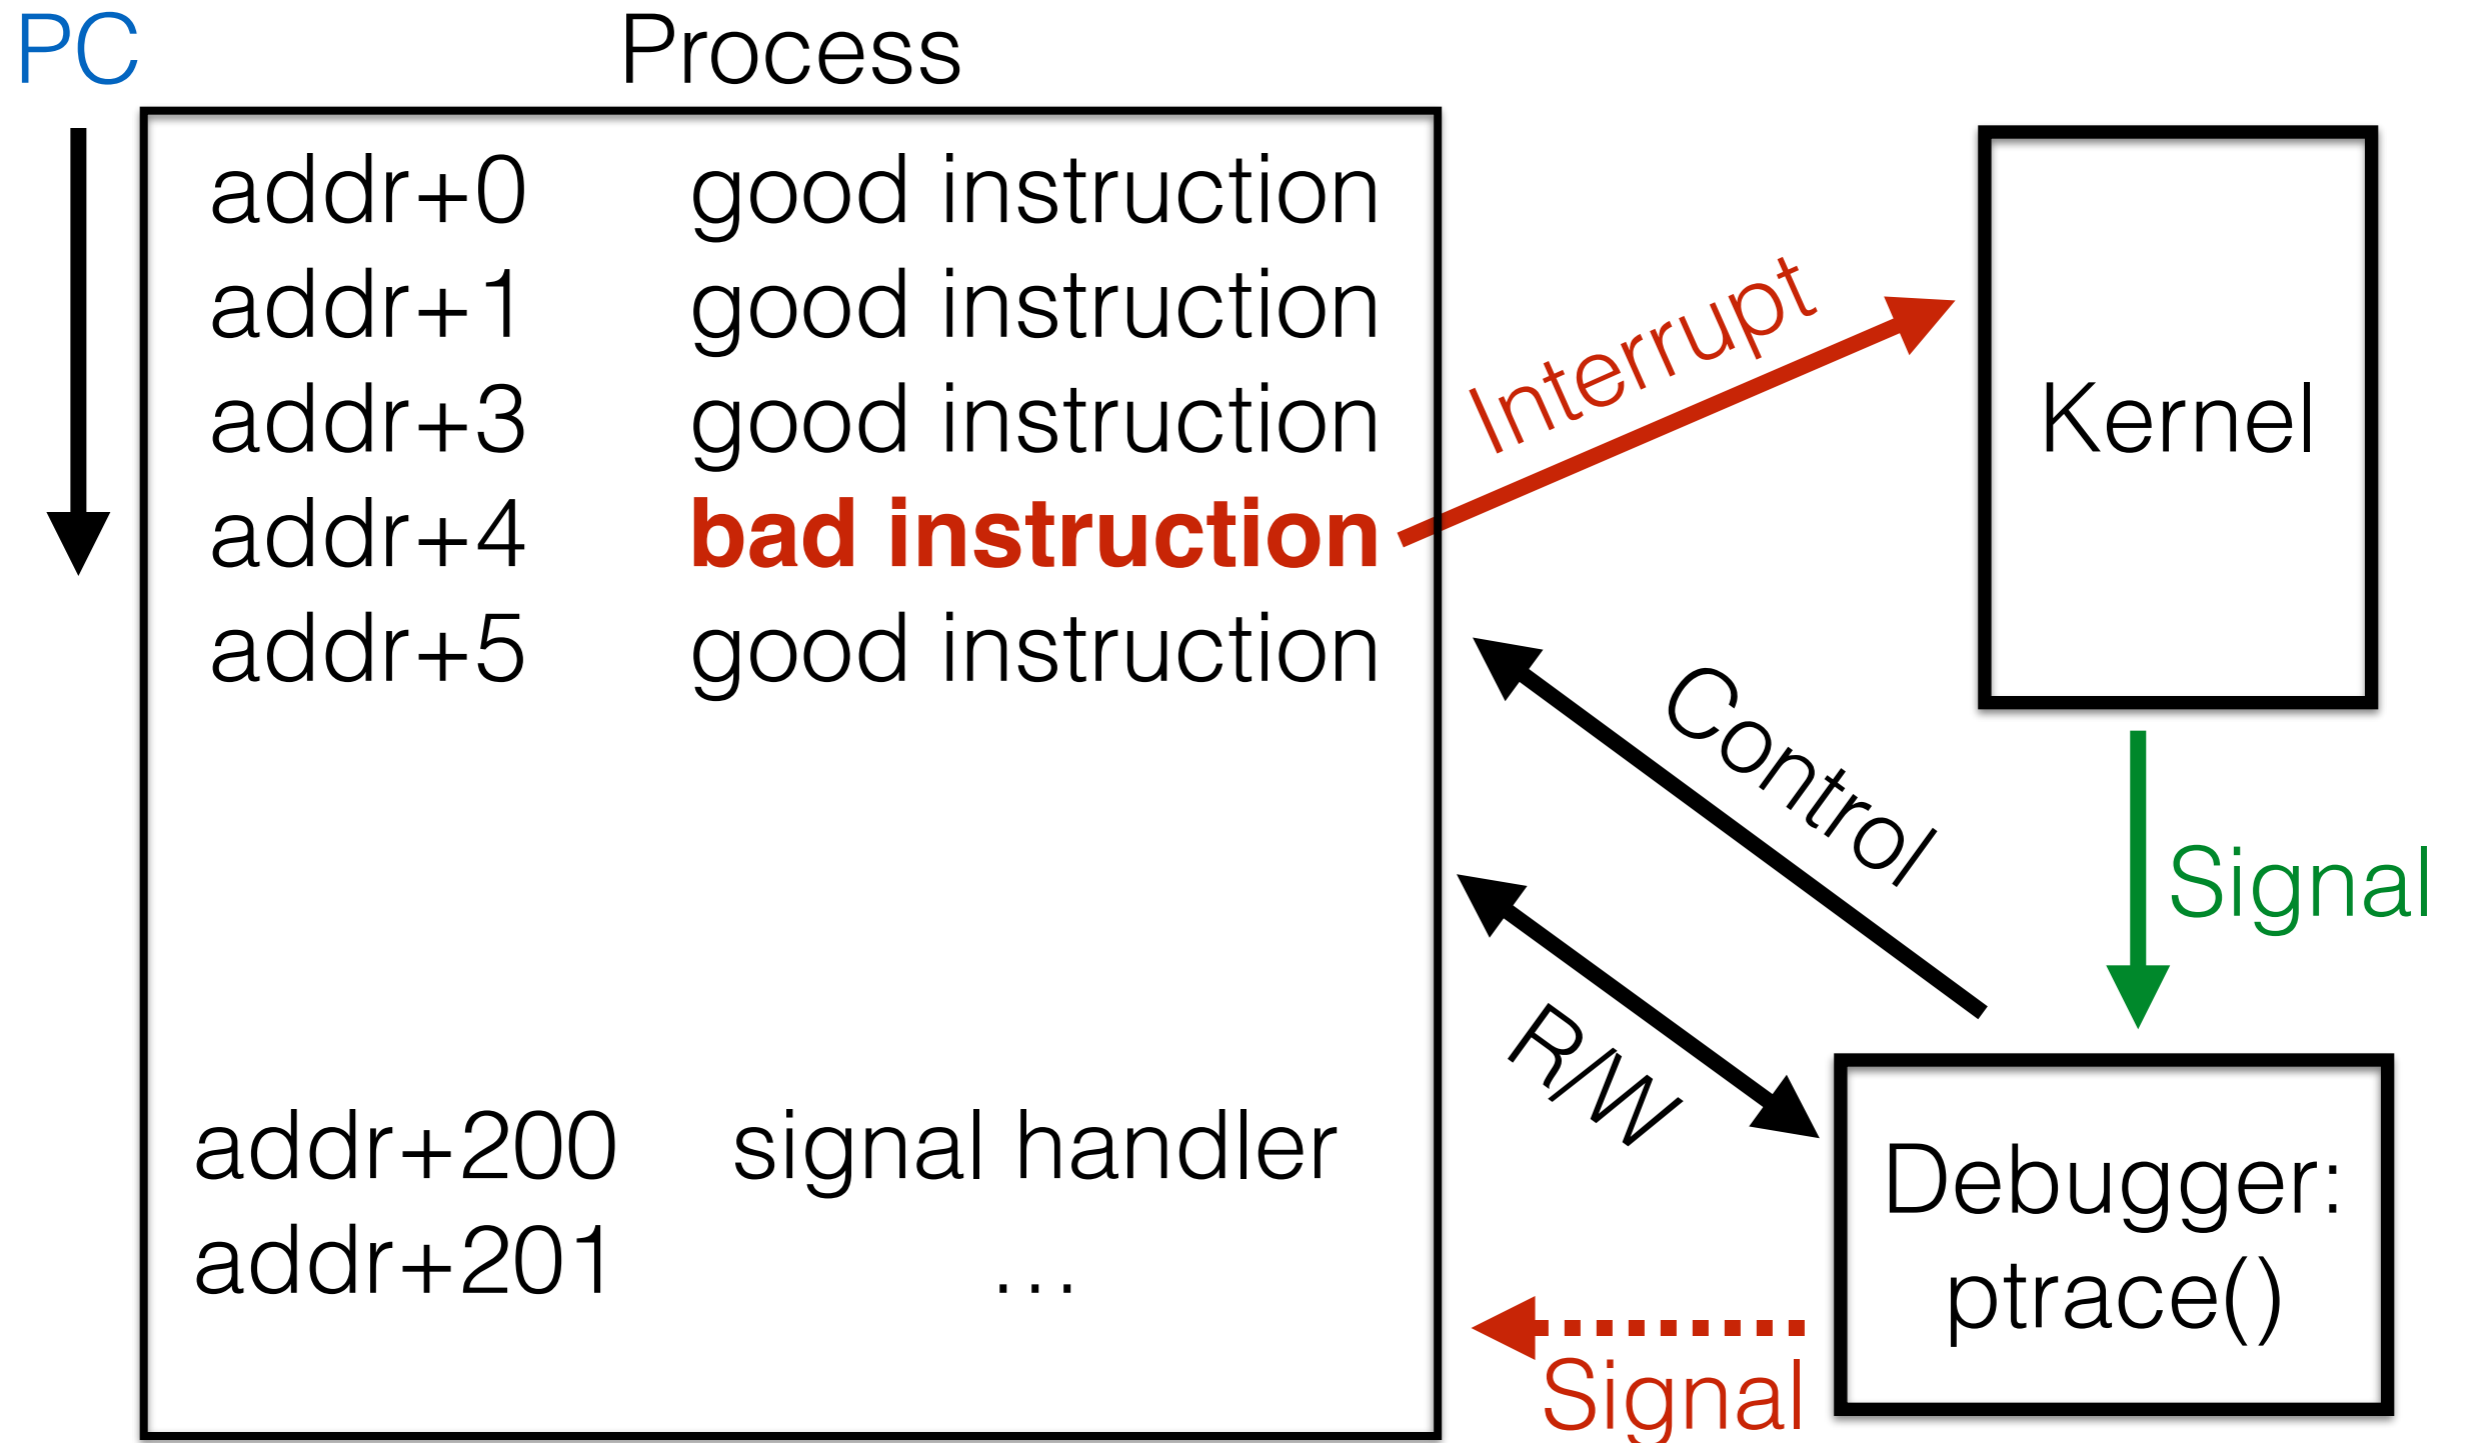 PC Process
addr+0 good instruction
addr+1 good instruction
addr+3 good instruction
addr+4 bad instruction
addr+5 good instruction
addr+200 signal handler
addr+201 ...
Interrupt
Kernel
Control
Signal
R/W
Debugger:
ptrace()
Signal